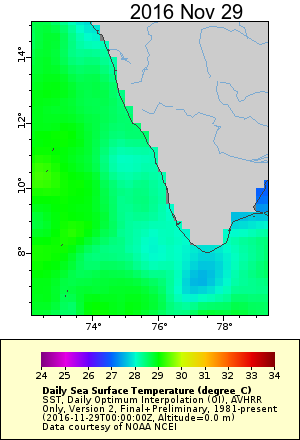 2016 Nov 29
14°
12°
10°
8°
74° 76° 78°
24 25 26 27 28 29 30 31 32 33 34
Daily Sea Surface Temperature (degree_C)
SST, Daily Optimum Interpolation (OI), AVHRR
Only, Version 2, Final+Preliminary, 1981-present
(2016-11-29T00:00:00Z, Altitude=0.0 m)
Data courtesy of NOAA NCEI